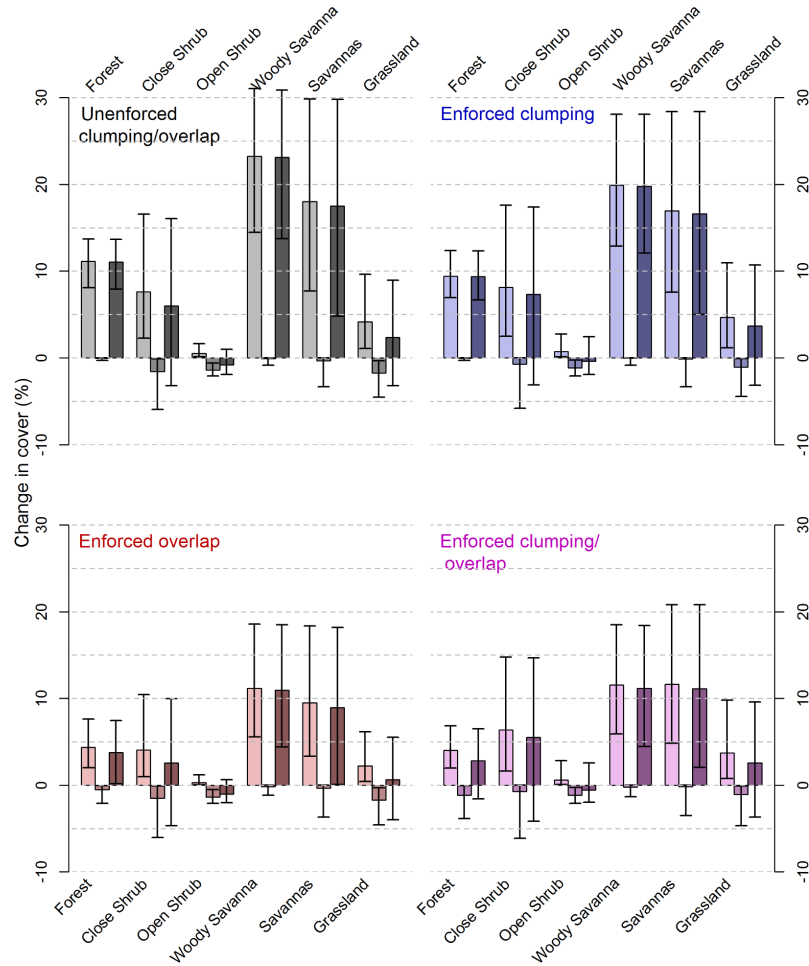 Forest
Close Shrub
Open Shrub
Woody Savanna
Savannas
Grassland
Forest
Close Shrub
Open Shrub
Woody Savanna
Savannas
Grassland
30
20
10
0
-10
Unenforced
clumping/overlap
Enforced clumping
30
20
10
0
-10
Change in cover (%)
30
20
10
0
-10
Enforced overlap
Enforced clumping/
overlap
30
20
10
0
-10
Forest
Close Shrub
Open Shrub
Woody Savanna
Savannas
Grassland
Forest
Close Shrub
Open Shrub
Woody Savanna
Savannas
Grassland